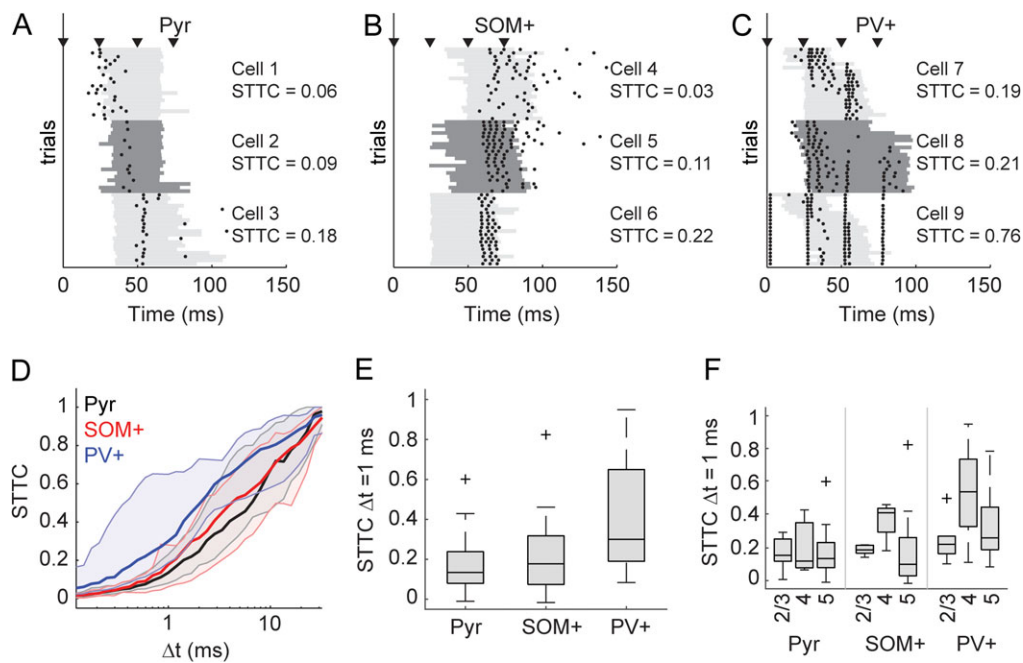 A
Pyr
trials
Cell 1
STTC = 0.06
Cell 2
STTC = 0.09
Cell 3
STTC = 0.18
0 50 100 150
Time (ms)
B
SOM+
Cell 4
STTC = 0.03
Cell 5
STTC = 0.11
Cell 6
STTC = 0.22
0 50 100 150
Time (ms)
C
PV+
trials
Cell 7
STTC = 0.19
Cell 8
STTC = 0.21
Cell 9
STTC = 0.76
0 50 100 150
Time (ms)
D
Pyr
SOM+
PV+
STTC
1
0.8
0.6
0.4
0.2
0
1 10
Δt (ms)
E
STTC Δt = 1 ms
1
0.8
0.6
0.4
0.2
0
Pyr SOM+ PV+
F
STTC Δt = 1 ms
1
0.8
0.6
0.4
0.2
0
2/3 4 5 2/3 4 5 2/3 4 5
Pyr SOM+ PV+